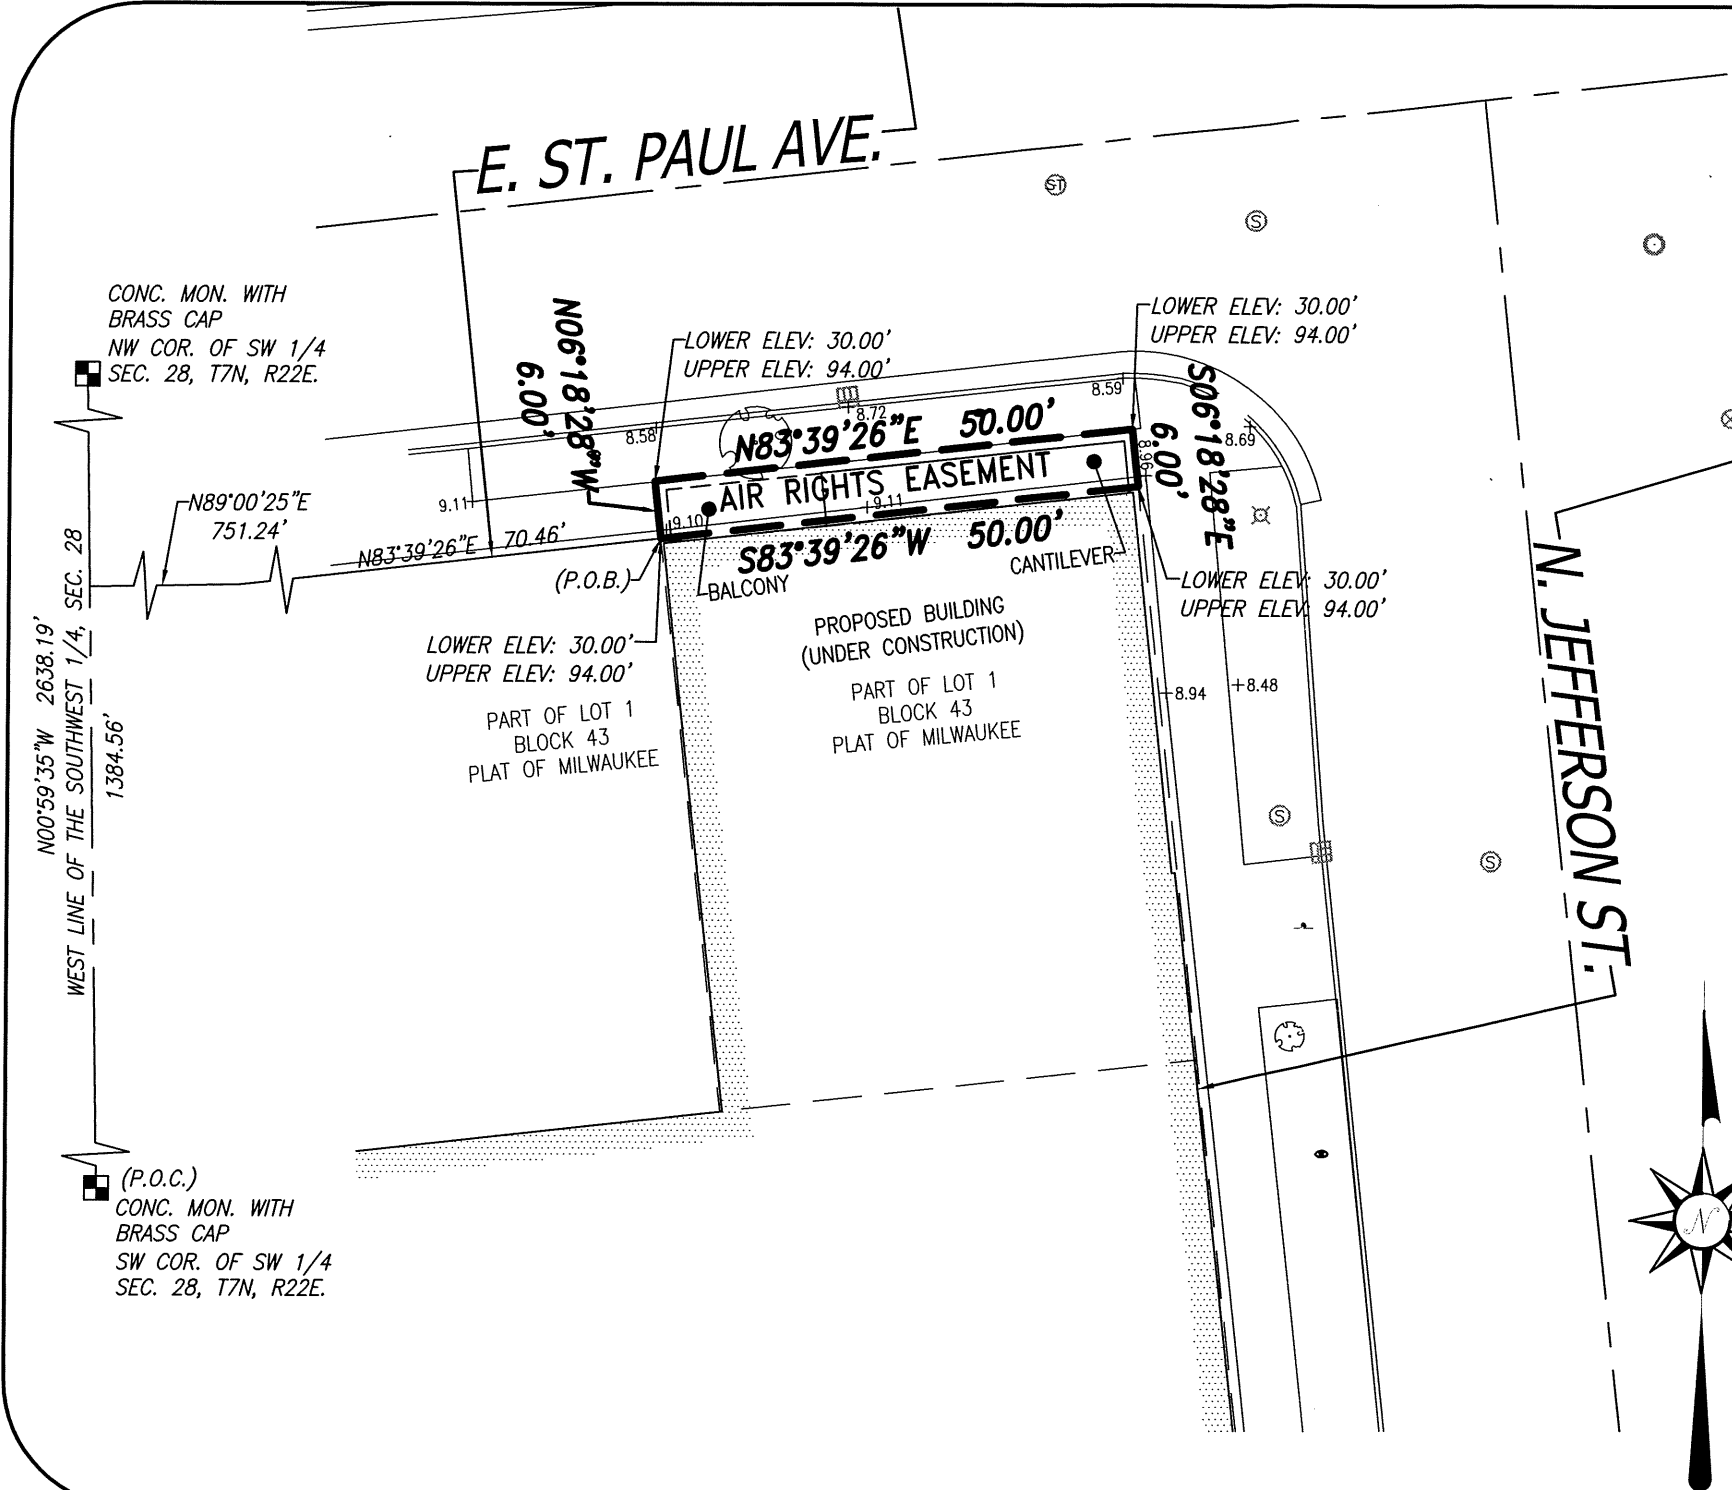 E. ST. PAUL AVE.
ST
S
CONC. MON. WITH
BRASS CAP
NW COR. OF SW 1/4
SEC. 28, T7N, R22E.
N06°18'28"W
6.00'
LOWER ELEV: 30.00'
UPPER ELEV: 94.00'
LOWER ELEV: 30.00'
UPPER ELEV: 94.00'
S06°18'28"E
6.00'
8.58
8.72
8.59
8.69
8.96
N83°39'26"E 50.00'
AIR RIGHTS EASEMENT
9.11
9.10
9.11
S83°39'26"W 50.00'
N89°00'25"E
751.24'
N83°39'26"E 70.46'
(P.O.B.)
BALCONY
CANTILEVER
LOWER ELEV: 30.00'
UPPER ELEV: 94.00'
LOWER ELEV: 30.00'
UPPER ELEV: 94.00'
PROPOSED BUILDING
(UNDER CONSTRUCTION)
PART OF LOT 1
BLOCK 43
PLAT OF MILWAUKEE
PART OF LOT 1
BLOCK 43
PLAT OF MILWAUKEE
8.94
8.48
N00°59'35"W 2638.19'
WEST LINE OF THE SOUTHWEST 1/4, SEC. 28
1384.56'
S
S
N. JEFFERSON ST.
(P.O.C.)
CONC. MON. WITH
BRASS CAP
SW COR. OF SW 1/4
SEC. 28, T7N, R22E.
N